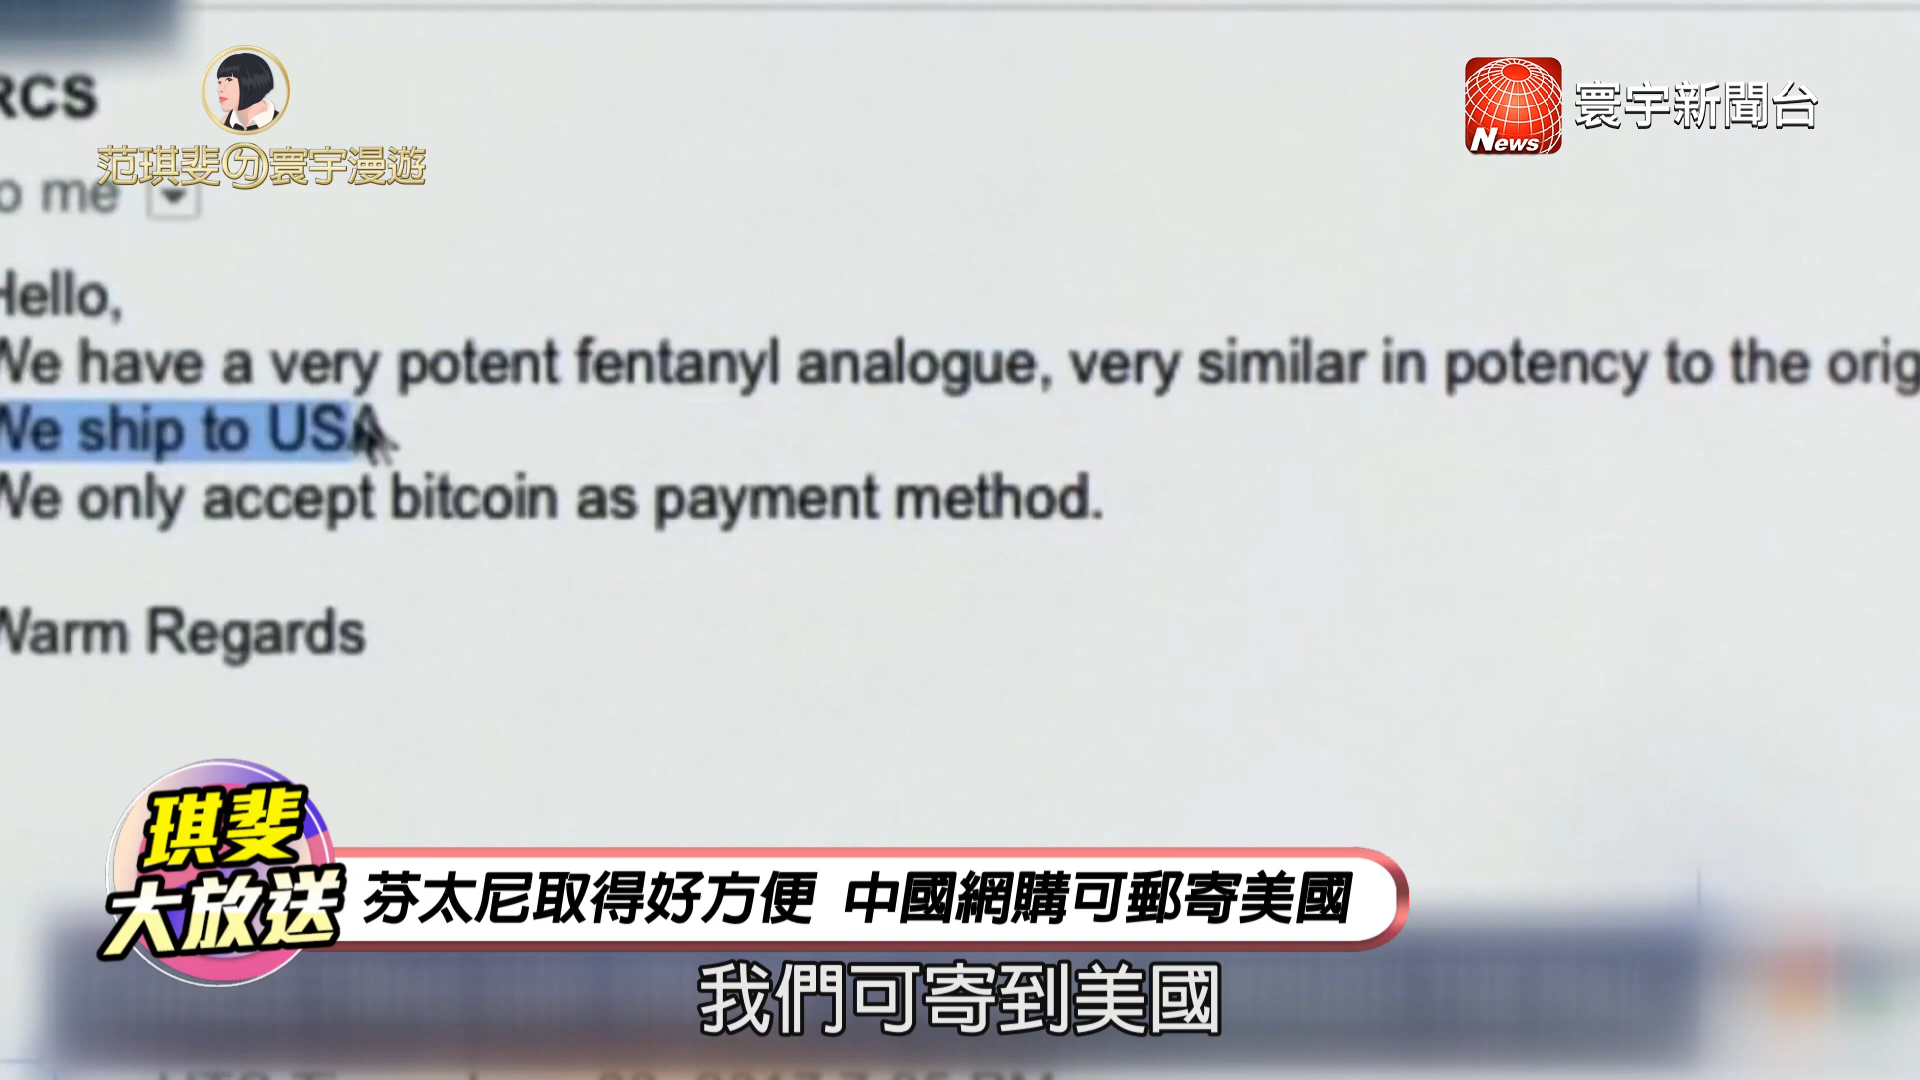 RCS
范琪斐ㄉ寰宇漫遊
News
寰宇新聞台
to me
Hello,
We have a very potent fentanyl analogue, very similar in potency to the orig
We ship to USA
We only accept bitcoin as payment method.
Warm Regards
琪斐
大放送
芬太尼取得好方便 中國網購可郵寄美國
我們可寄到美國